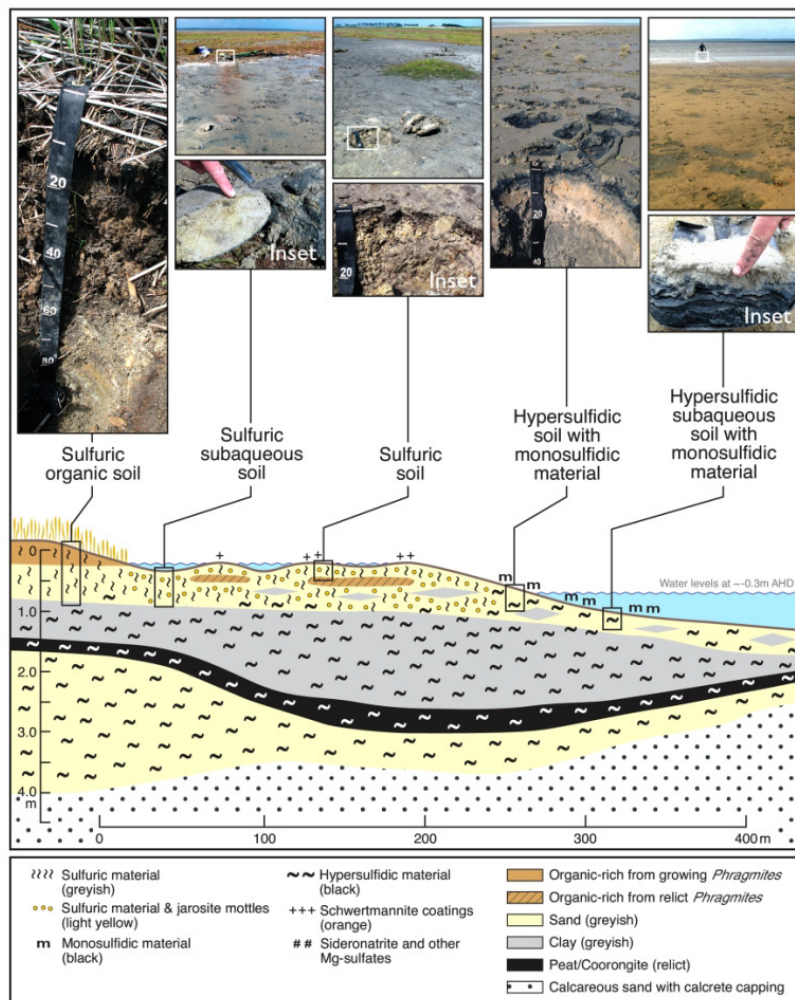 20
40
60
80
Inset
20
Inset
20
40
Inset
Sulfuric
organic soil
Sulfuric
subaqueous
soil
Sulfuric
soil
Hypersulfidic
soil with
monosulfidic
material
Hypersulfidic
subaqueous
soil with
monosulfidic
material
+
++
++
m
m
m
m
m m
Water levels at ~-0.3m AHD
0
1.0
2.0
3.0
4.0
m
0
100
200
300
400 m
Sulfuric material
(greyish)
Sulfuric material & jarosite mottles
(light yellow)
m Monosulfidic material
(black)
Hypersulfidic material
(black)
+++ Schwertmannite coatings
(orange)
## Sideronatrite and other
Mg-sulfates
Organic-rich from growing Phragmites
Organic-rich from relict Phragmites
Sand (greyish)
Clay (greyish)
Peat/Coorongite (relict)
Calcareous sand with calcrete capping